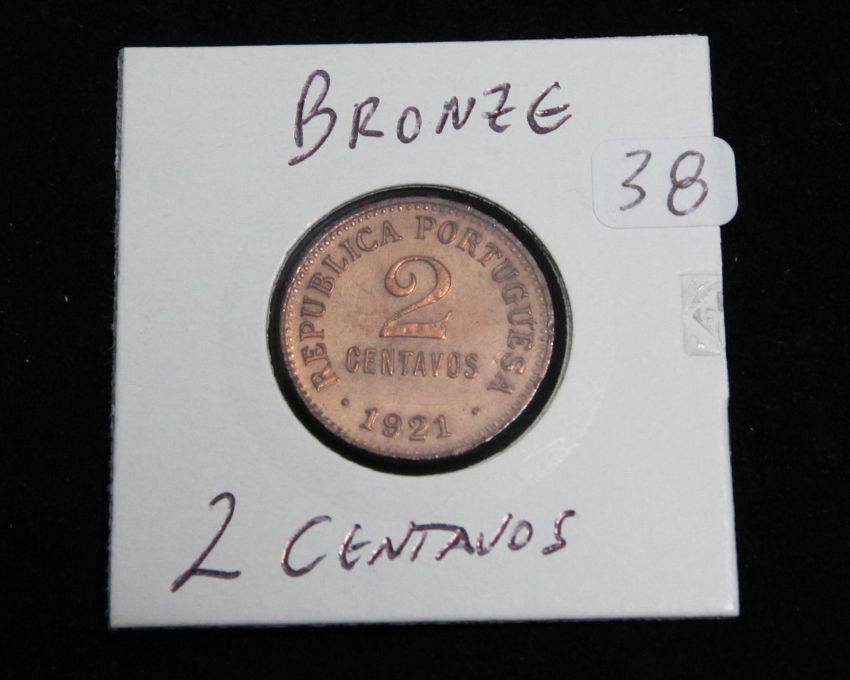 BRONZE
38
REPUBLICA PORTUGUESA
2
CENTAVOS
• 1921 •
2 CENTAVOS